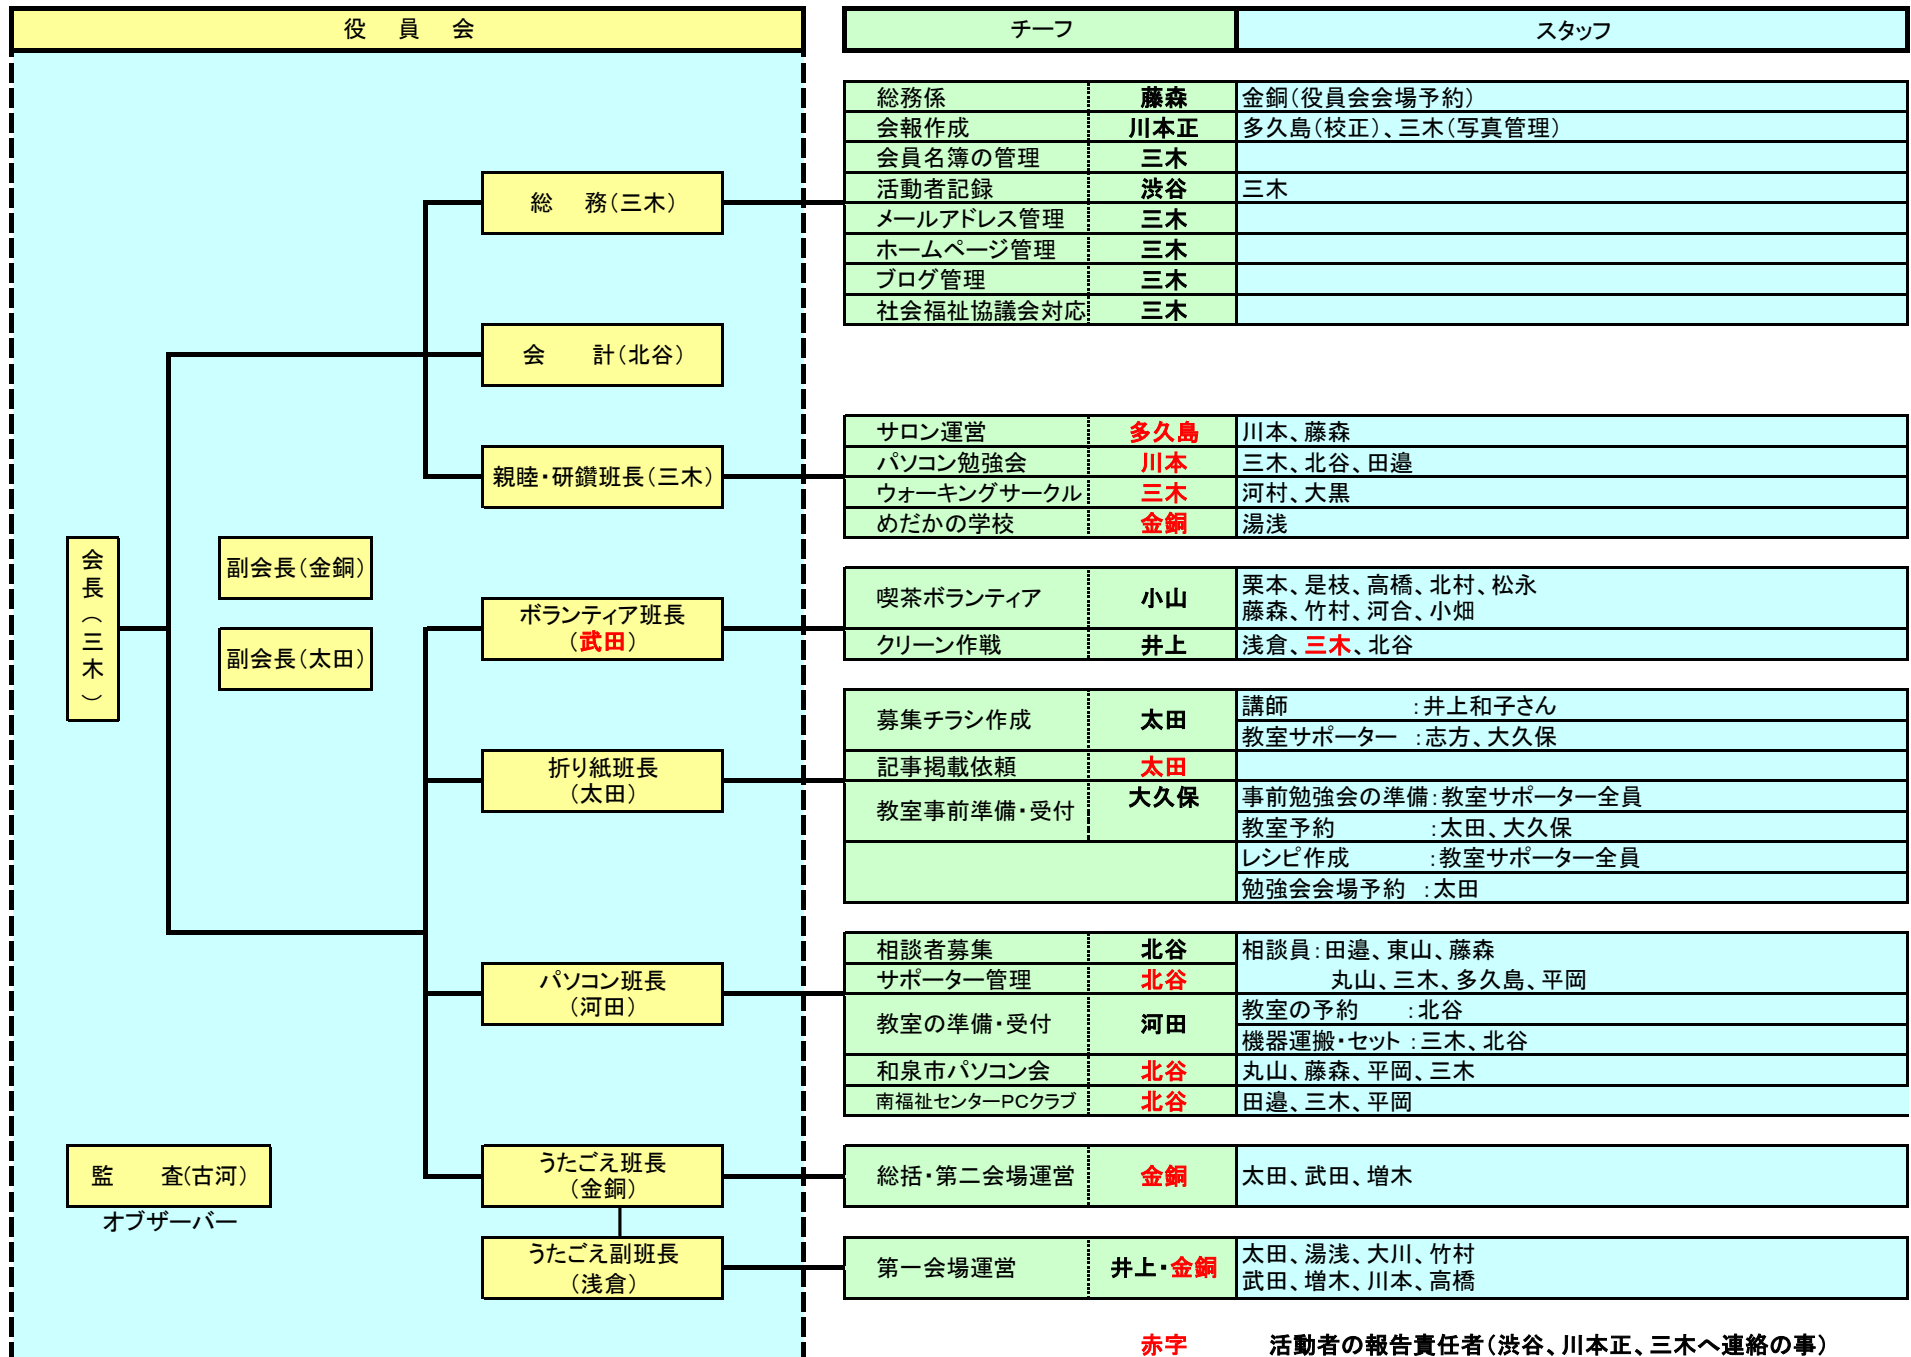 役　員　会
チーフ
スタッフ
総務係 藤森 金銅（役員会会場予約）
会報作成 川本正 多久島（校正）、三木（写真管理）
会員名簿の管理 三木
活動者記録 渋谷 三木
メールアドレス管理 三木
ホームページ管理 三木
ブログ管理 三木
社会福祉協議会対応 三木
総　務（三木）
会　　計（北谷）
親睦・研鑽班長（三木）
サロン運営 多久島 川本、藤森
パソコン勉強会 川本 三木、北谷、田邉
ウォーキングサークル 三木 河村、大黒
めだかの学校 金銅 湯浅
会長（三木）
副会長（金銅）
副会長（太田）
ボランティア班長
（武田）
喫茶ボランティア 小山 栗本、是枝、高橋、北村、松永
藤森、竹村、河合、小畑
クリーン作戦 井上 浅倉、三木、北谷
折り紙班長
（太田）
募集チラシ作成 太田 講師　　　　　：井上和子さん
教室サポーター ：志方、大久保
記事掲載依頼 太田
教室事前準備・受付 大久保 事前勉強会の準備：教室サポーター全員
教室予約　　　　：太田、大久保
レシピ作成　　　：教室サポーター全員
勉強会会場予約 ：太田
パソコン班長
（河田）
相談者募集 北谷 相談員：田邉、東山、藤森
サポーター管理 北谷 丸山、三木、多久島、平岡
教室の準備・受付 河田 教室の予約　　：北谷
機器運搬・セット ：三木、北谷
和泉市パソコン会 北谷 丸山、藤森、平岡、三木
南福祉センターPCクラブ 北谷 田邉、三木、平岡
監　　査（古河）
オブザーバー
うたごえ班長
（金銅）
総括・第二会場運営 金銅 太田、武田、増木
うたごえ副班長
（浅倉）
第一会場運営 井上・金銅 太田、湯浅、大川、竹村
武田、増木、川本、高橋
赤字　活動者の報告責任者（渋谷、川本正、三木へ連絡の事）